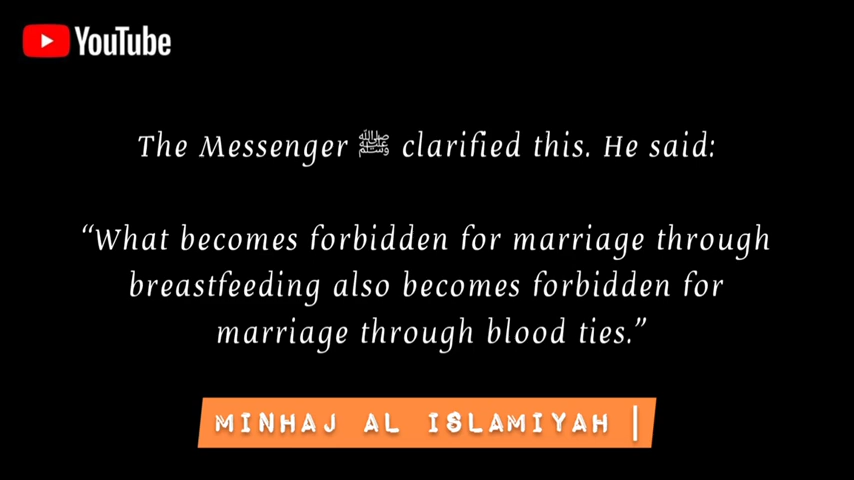 YouTube
The Messenger ﷺ clarified this. He said:
“What becomes forbidden for marriage through
breastfeeding also becomes forbidden for
marriage through blood ties.”
MINHAJ AL ISLAMIYAH |